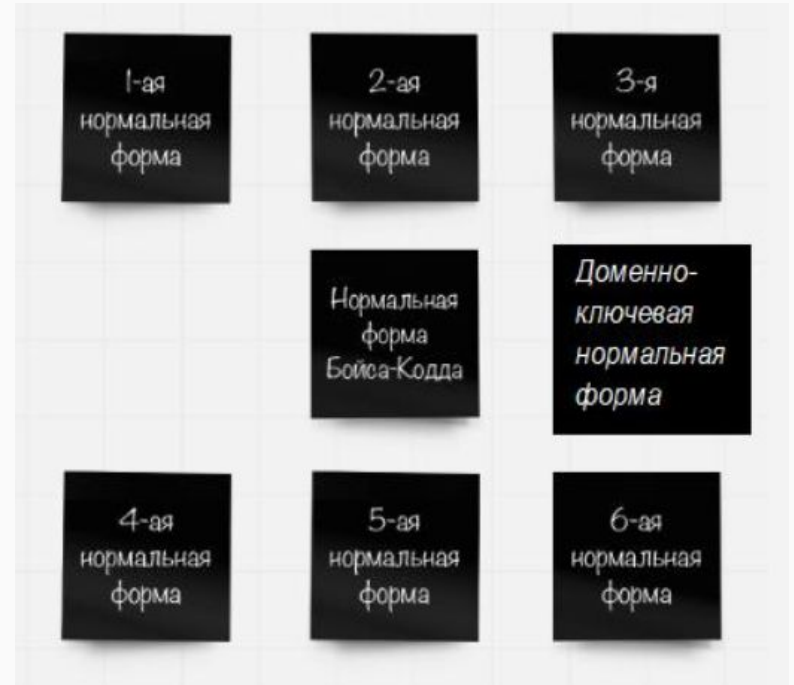 1-ая
нормальная
форма
2-ая
нормальная
форма
3-я
нормальная
форма
Нормальная
форма
Бойса-Кодда
Доменно-
ключевая
нормальная
форма
4-ая
нормальная
форма
5-ая
нормальная
форма
6-ая
нормальная
форма